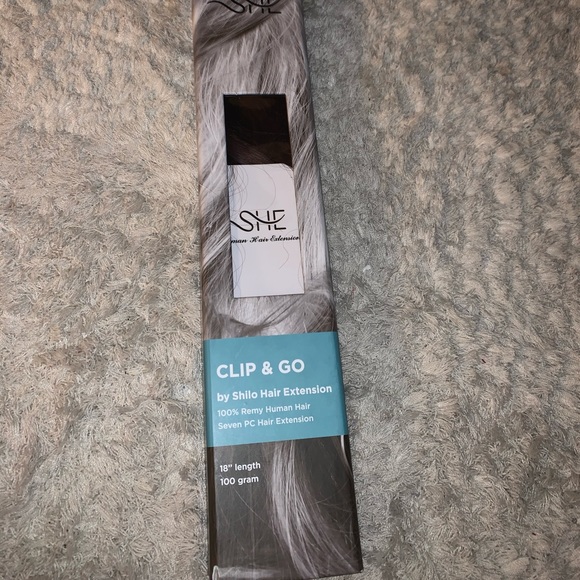 SHE
SHE
Hair Extension
CLIP & GO
by Shilo Hair Extension
100% Remy Human Hair
Seven PC Hair Extension
18" length
100 gram